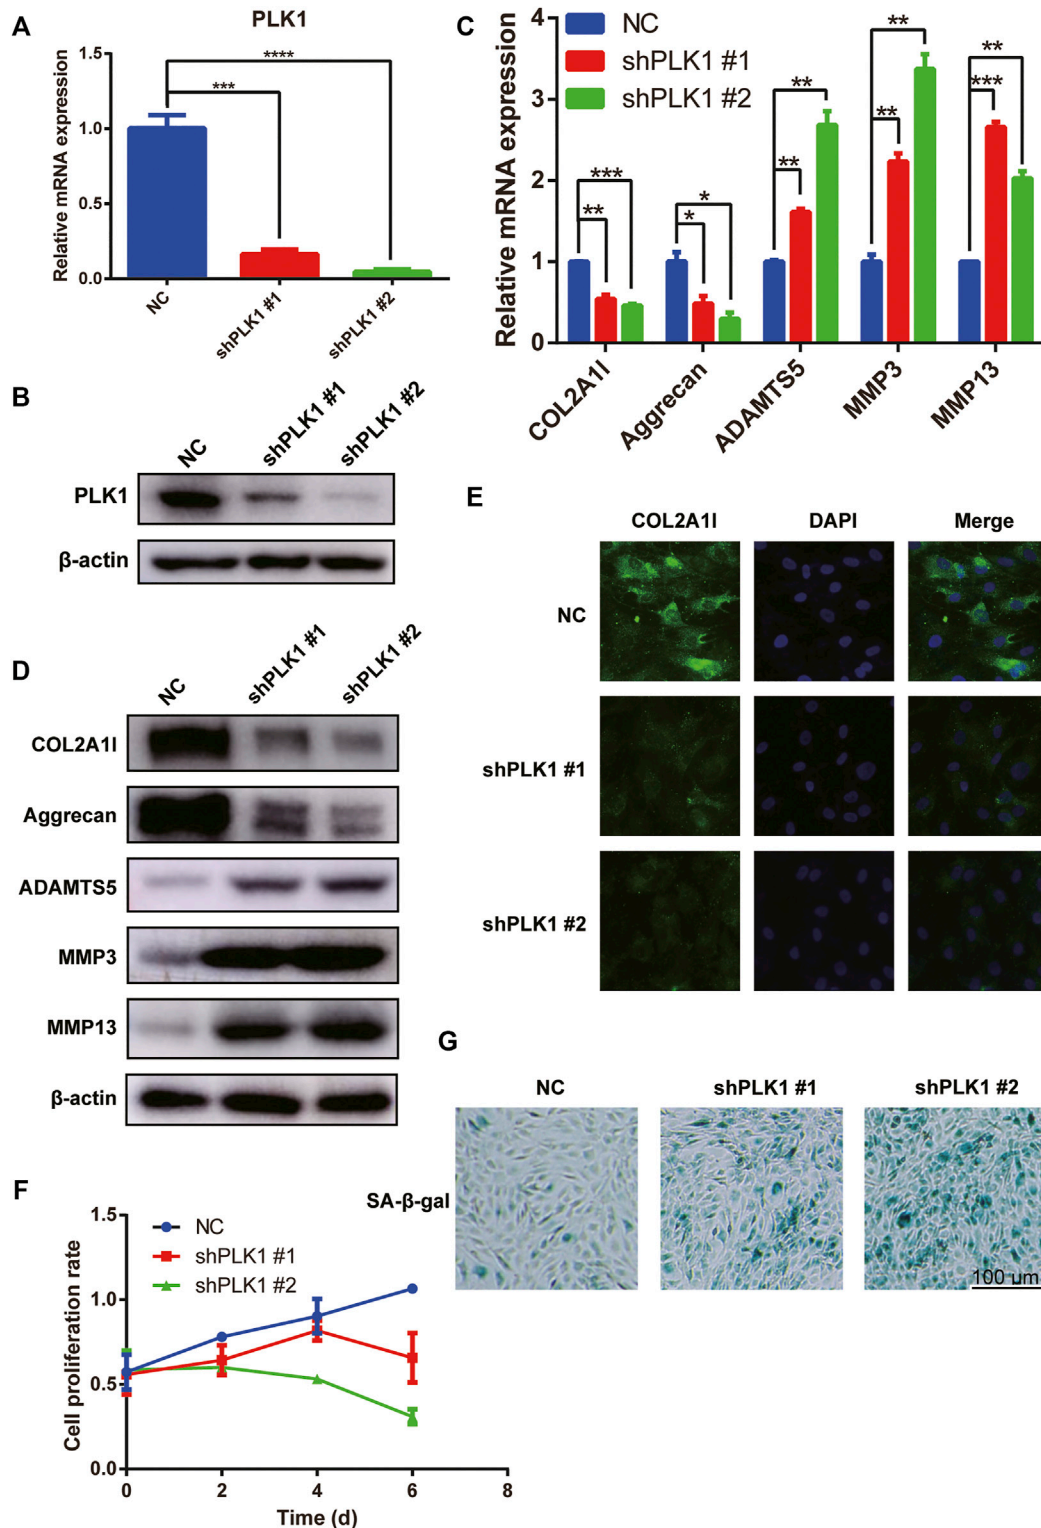 A
PLK1
Relative mRNA expression
1.5
1.0
0.5
0.0
***
****
NC
shPLK1 #1
shPLK1 #2
C
Relative mRNA expression
4
3
2
1
0
NC
shPLK1 #1
shPLK1 #2
**
***
*
*
**
**
**
**
***
**
COL2A1I
Aggrecan
ADAMTS5
MMP3
MMP13
B
NC
shPLK1 #1
shPLK1 #2
PLK1
β-actin
D
NC
shPLK1 #1
shPLK1 #2
COL2A1I
Aggrecan
ADAMTS5
MMP3
MMP13
β-actin
E
COL2A1I
DAPI
Merge
NC
shPLK1 #1
shPLK1 #2
F
Cell proliferation rate
1.5
1.0
0.5
0.0
NC
shPLK1 #1
shPLK1 #2
0
2
4
6
8
Time (d)
G
NC
shPLK1 #1
shPLK1 #2
SA-β-gal
100 um